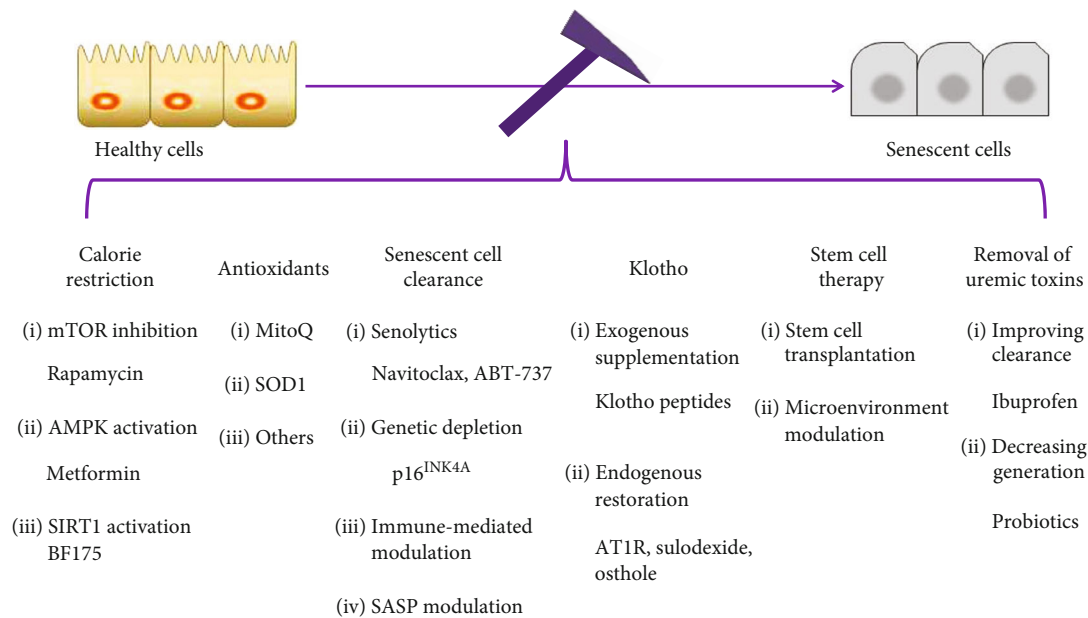 Healthy cells
Senescent cells
Calorie
restriction
(i) mTOR inhibition
Rapamycin
(ii) AMPK activation
Metformin
(iii) SIRT1 activation
BF175
Antioxidants
(i) MitoQ
(ii) SOD1
(iii) Others
Senescent cell
clearance
(i) Senolytics
Navitoclax, ABT-737
(ii) Genetic depletion
p16^INK4A
(iii) Immune-mediated
modulation
(iv) SASP modulation
Klotho
(i) Exogenous
supplementation
Klotho peptides
(ii) Endogenous
restoration
AT1R, sulodexide,
osthole
Stem cell
therapy
(i) Stem cell
transplantation
(ii) Microenvironment
modulation
Removal of
uremic toxins
(i) Improving
clearance
Ibuprofen
(ii) Decreasing
generation
Probiotics